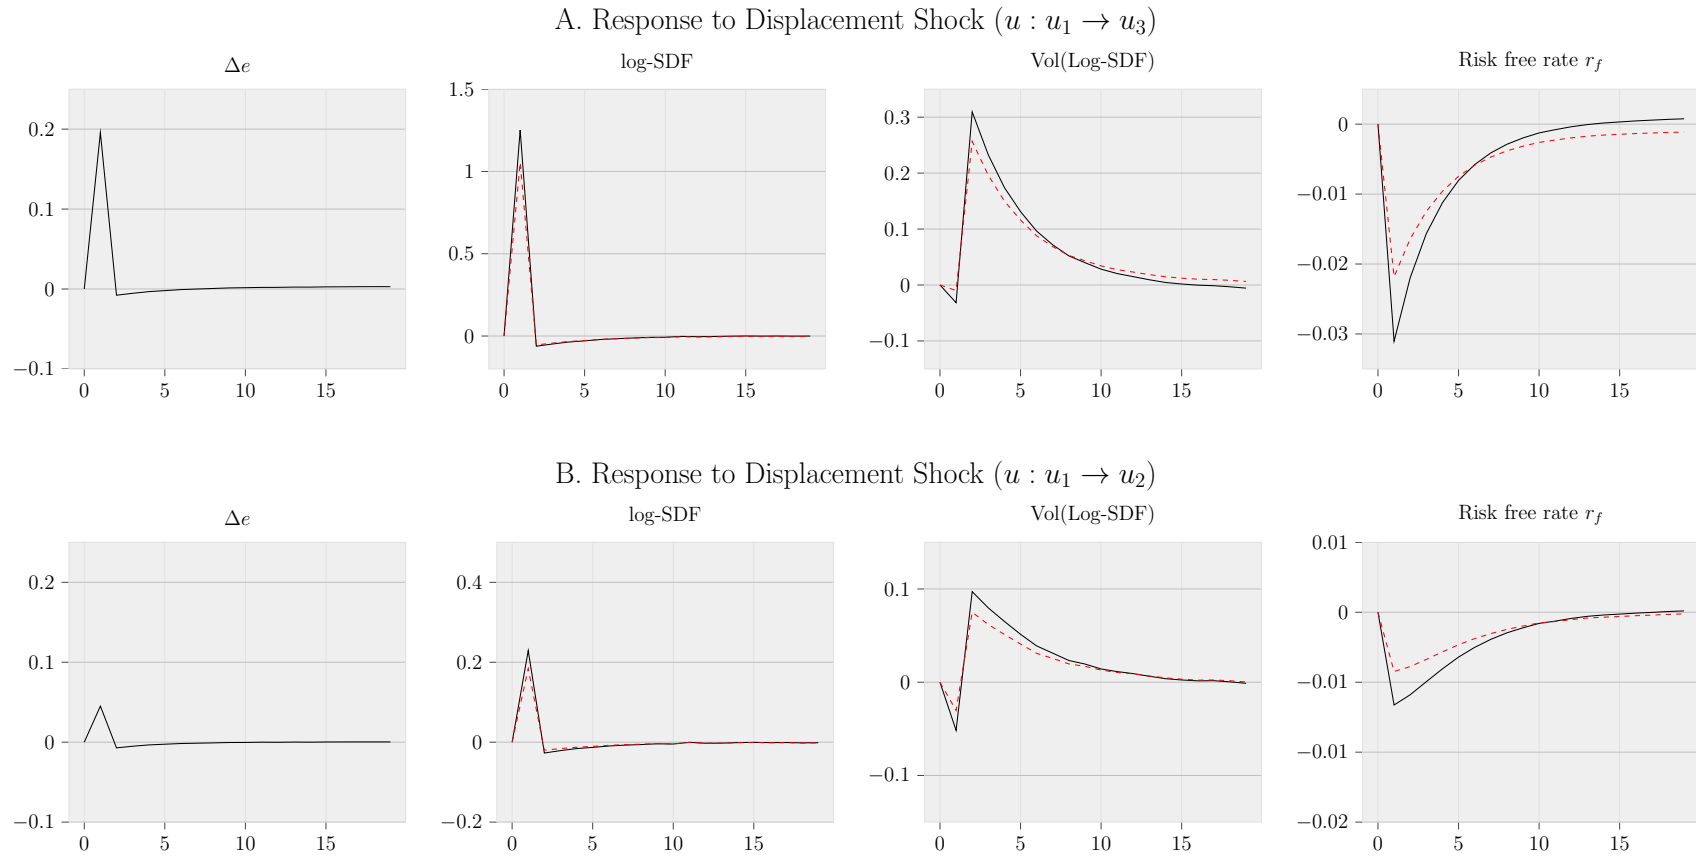 A. Response to Displacement Shock (u : u₁ → u₃)
Δe
log-SDF
Vol(Log-SDF)
Risk free rate r_f
0.2
0.1
0
−0.1
0 5 10 15
1.5
1
0.5
0
0 5 10 15
0.3
0.2
0.1
0
−0.1
0 5 10 15
0
−0.01
−0.02
−0.03
0 5 10 15
B. Response to Displacement Shock (u : u₁ → u₂)
Δe
log-SDF
Vol(Log-SDF)
Risk free rate r_f
0.2
0.1
0
−0.1
0 5 10 15
0.4
0.2
0
−0.2
0 5 10 15
0.1
0
−0.1
0 5 10 15
0.01
0
−0.01
−0.01
−0.02
0 5 10 15